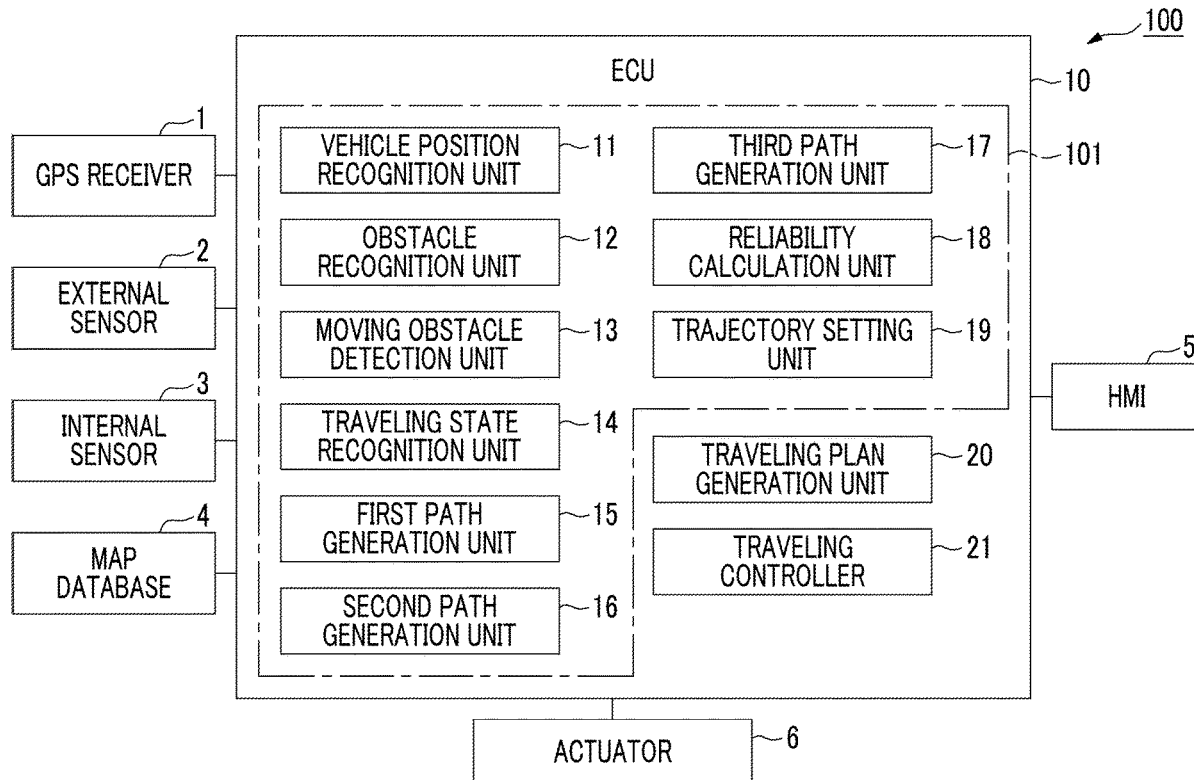 100
ECU
10
1
GPS RECEIVER
2
EXTERNAL
SENSOR
3
INTERNAL
SENSOR
4
MAP
DATABASE
VEHICLE POSITION
RECOGNITION UNIT
11
OBSTACLE
RECOGNITION UNIT
12
MOVING OBSTACLE
DETECTION UNIT
13
TRAVELING STATE
RECOGNITION UNIT
14
FIRST PATH
GENERATION UNIT
15
SECOND PATH
GENERATION UNIT
16
THIRD PATH
GENERATION UNIT
17
101
RELIABILITY
CALCULATION UNIT
18
TRAJECTORY SETTING
UNIT
19
TRAVELING PLAN
GENERATION UNIT
20
TRAVELING
CONTROLLER
21
5
HMI
ACTUATOR
6